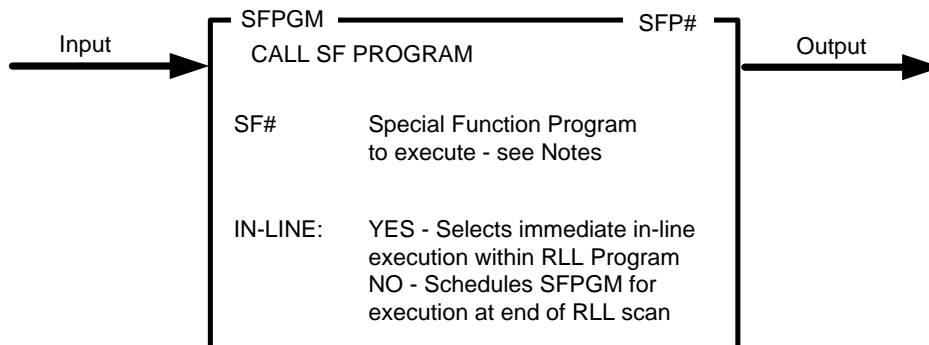 SFPGM SFP#
Input
CALL SF PROGRAM
Output
SF# Special Function Program
to execute - see Notes
IN-LINE: YES - Selects immediate in-line
execution within RLL Program
NO - Schedules SFPGM for
execution at end of RLL scan